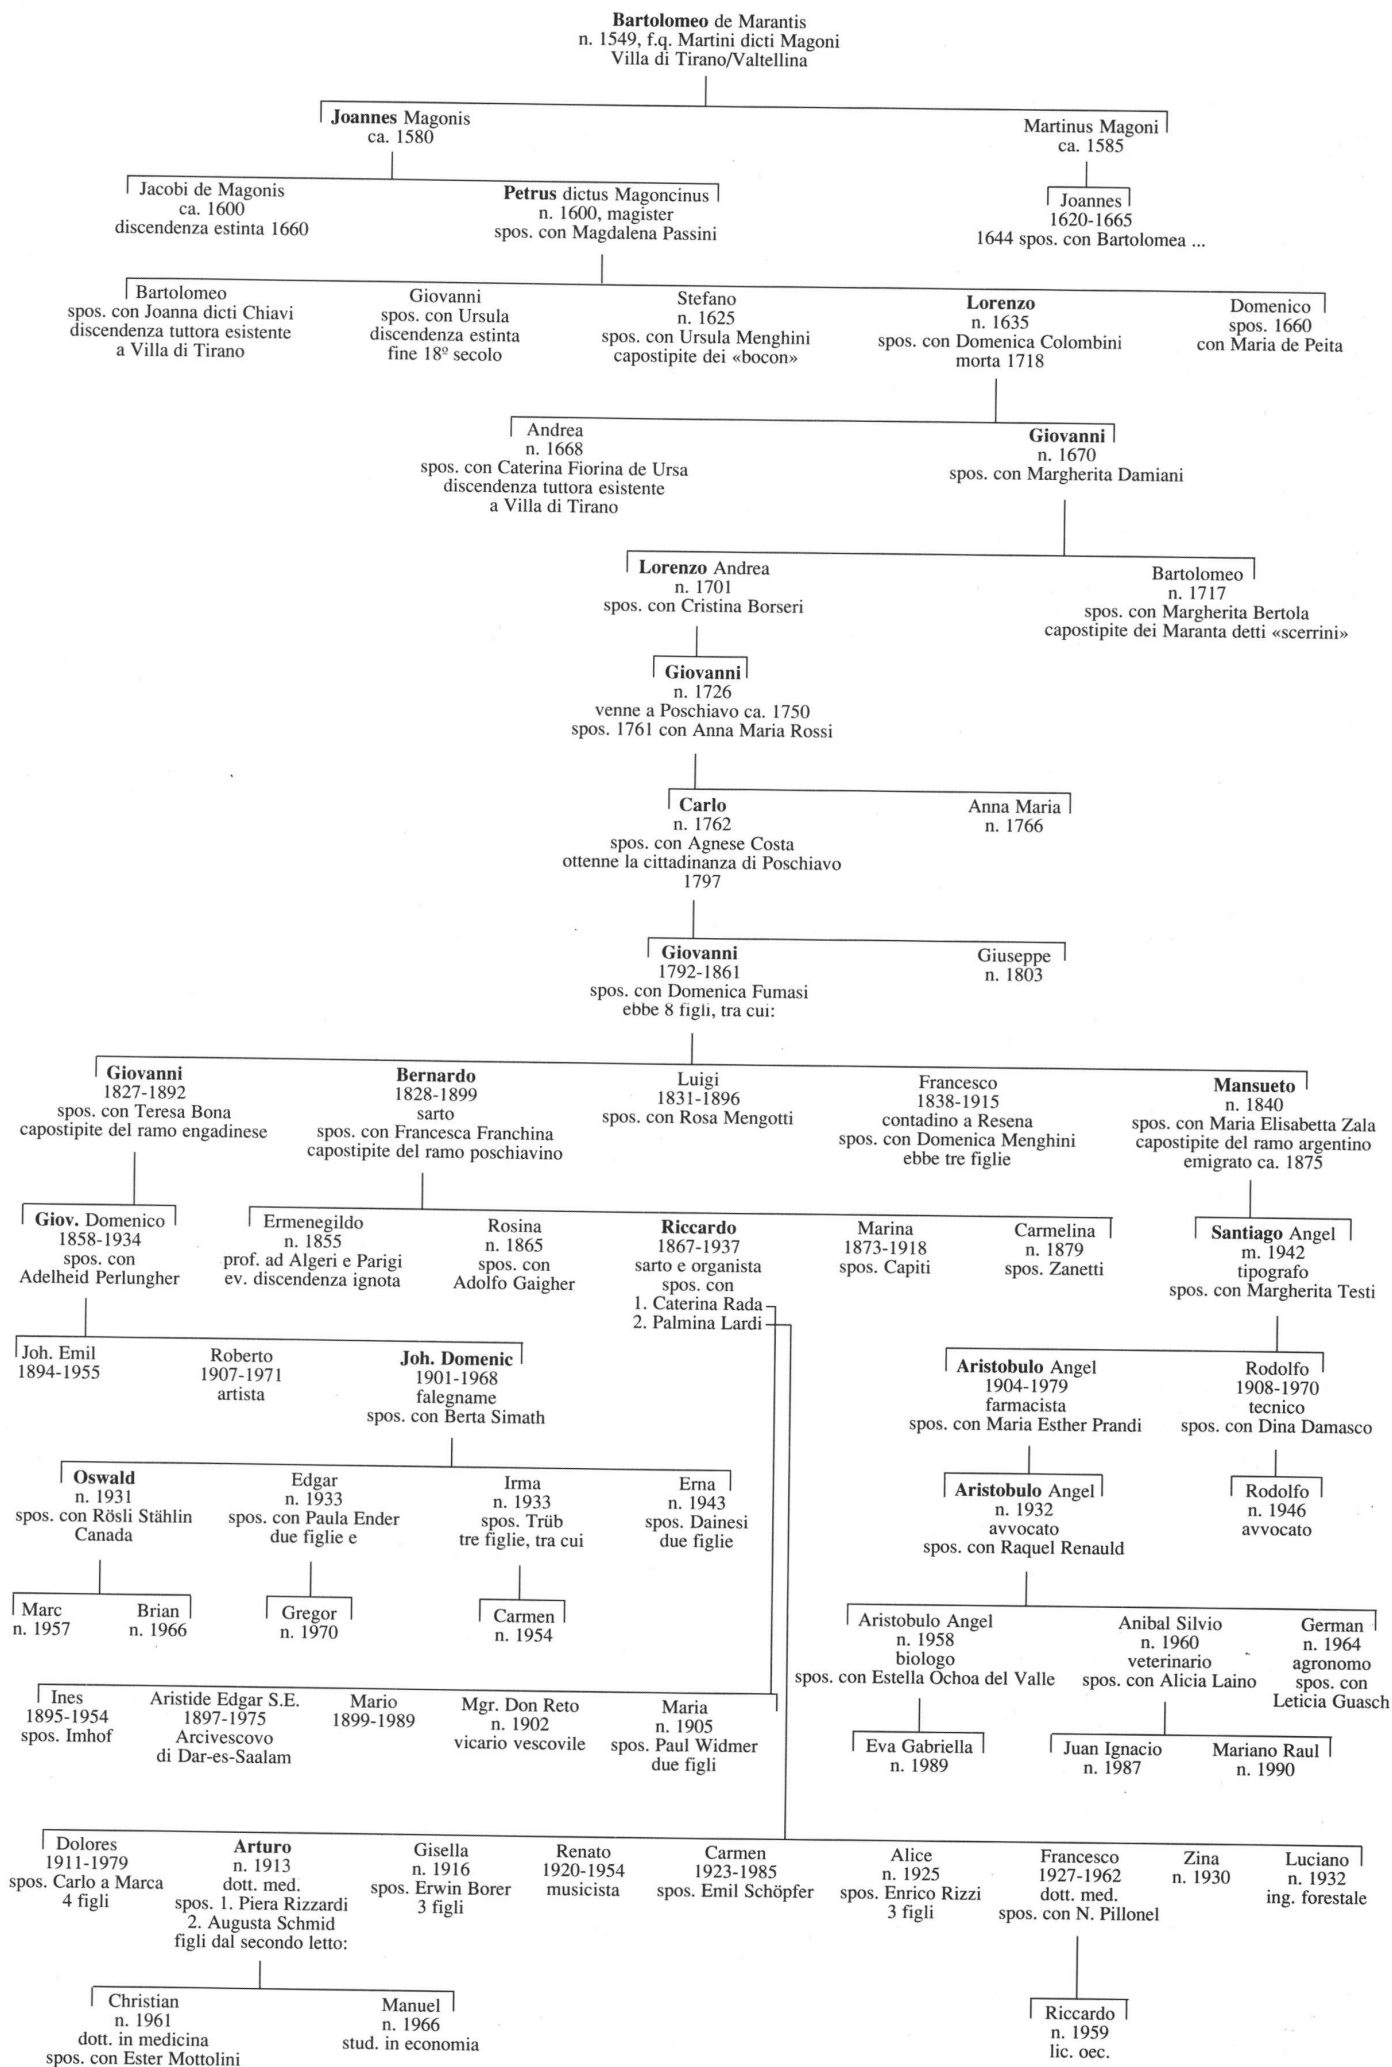 Bartolomeo de Marantis
n. 1549, f.q. Martini dicti Magoni
Villa di Tirano/Valtellina
Joannes Magonis
ca. 1580
Martinus Magoni
ca. 1585
Jacobi de Magonis
ca. 1600
discendenza estinta 1660
Petrus dictus Magoncinus
n. 1600, magister
spos. con Magdalena Passini
Joannes
1620-1665
1644 spos. con Bartolomea ...
Bartolomeo
spos. con Joanna dicti Chiavi
discendenza tuttora esistente
a Villa di Tirano
Giovanni
spos. con Ursula
discendenza estinta
fine 18º secolo
Stefano
n. 1625
spos. con Ursula Menghini
capostipite dei «bocon»
Lorenzo
n. 1635
spos. con Domenica Colombini
morta 1718
Domenico
spos. 1660
con Maria de Peita
Andrea
n. 1668
spos. con Caterina Fiorina de Ursa
discendenza tuttora esistente
a Villa di Tirano
Giovanni
n. 1670
spos. con Margherita Damiani
Lorenzo Andrea
n. 1701
spos. con Cristina Borseri
Bartolomeo
n. 1717
spos. con Margherita Bertola
capostipite dei Maranta detti «scerrini»
Giovanni
n. 1726
venne a Poschiavo ca. 1750
spos. 1761 con Anna Maria Rossi
Carlo
n. 1762
spos. con Agnese Costa
ottenne la cittadinanza di Poschiavo
1797
Anna Maria
n. 1766
Giovanni
1792-1861
spos. con Domenica Fumasi
ebbe 8 figli, tra cui:
Giuseppe
n. 1803
Giovanni
1827-1892
spos. con Teresa Bona
capostipite del ramo engadinese
Bernardo
1828-1899
sarto
spos. con Francesca Franchina
capostipite del ramo poschiavino
Luigi
1831-1896
spos. con Rosa Mengotti
Francesco
1838-1915
contadino a Resena
spos. con Domenica Menghini
ebbe tre figlie
Mansueto
n. 1840
spos. con Maria Elisabetta Zala
capostipite del ramo argentino
emigrato ca. 1875
Giov. Domenico
1858-1934
spos. con
Adelheid Perlungher
Ermenegildo
n. 1855
prof. ad Algeri e Parigi
ev. discendenza ignota
Rosina
n. 1865
spos. con
Adolfo Gaigher
Riccardo
1867-1937
sarto e organista
spos. con
1. Caterina Rada
2. Palmina Lardi
Marina
1873-1918
spos. Capiti
Carmelina
n. 1879
spos. Zanetti
Santiago Angel
m. 1942
tipografo
spos. con Margherita Testi
Joh. Emil
1894-1955
Roberto
1907-1971
artista
Joh. Domenic
1901-1968
falegname
spos. con Berta Simath
Aristobulo Angel
1904-1979
farmacista
spos. con Maria Esther Prandi
Rodolfo
1908-1970
tecnico
spos. con Dina Damasco
Oswald
n. 1931
spos. con Rösli Stählin
Canada
Edgar
n. 1933
spos. con Paula Ender
due figlie e
Irma
n. 1933
spos. Trüb
tre figlie, tra cui
Erna
n. 1943
spos. Dainesi
due figlie
Aristobulo Angel
n. 1932
avvocato
spos. con Raquel Renauld
Rodolfo
n. 1946
avvocato
Marc
n. 1957
Brian
n. 1966
Gregor
n. 1970
Carmen
n. 1954
Aristobulo Angel
n. 1958
biologo
spos. con Estella Ochoa del Valle
Anibal Silvio
n. 1960
veterinario
spos. con Alicia Laino
German
n. 1964
agronomo
spos. con
Leticia Guasch
Ines
1895-1954
spos. Imhof
Aristide Edgar S.E.
1897-1975
Arcivescovo
di Dar-es-Saalam
Mario
1899-1989
Mgr. Don Reto
n. 1902
vicario vescovile
Maria
n. 1905
spos. Paul Widmer
due figli
Eva Gabriella
n. 1989
Juan Ignacio
n. 1987
Mariano Raul
n. 1990
Dolores
1911-1979
spos. Carlo a Marca
4 figli
Arturo
n. 1913
dott. med.
spos. 1. Piera Rizzardi
2. Augusta Schmid
figli dal secondo letto:
Gisella
n. 1916
spos. Erwin Borer
3 figli
Renato
1920-1954
musicista
Carmen
1923-1985
spos. Emil Schöpfer
Alice
n. 1925
spos. Enrico Rizzi
3 figli
Francesco
1927-1962
dott. med.
spos. con N. Pillonel
Zina
n. 1930
Luciano
n. 1932
ing. forestale
Christian
n. 1961
dott. in medicina
spos. con Ester Mottolini
Manuel
n. 1966
stud. in economia
Riccardo
n. 1959
lic. oec.